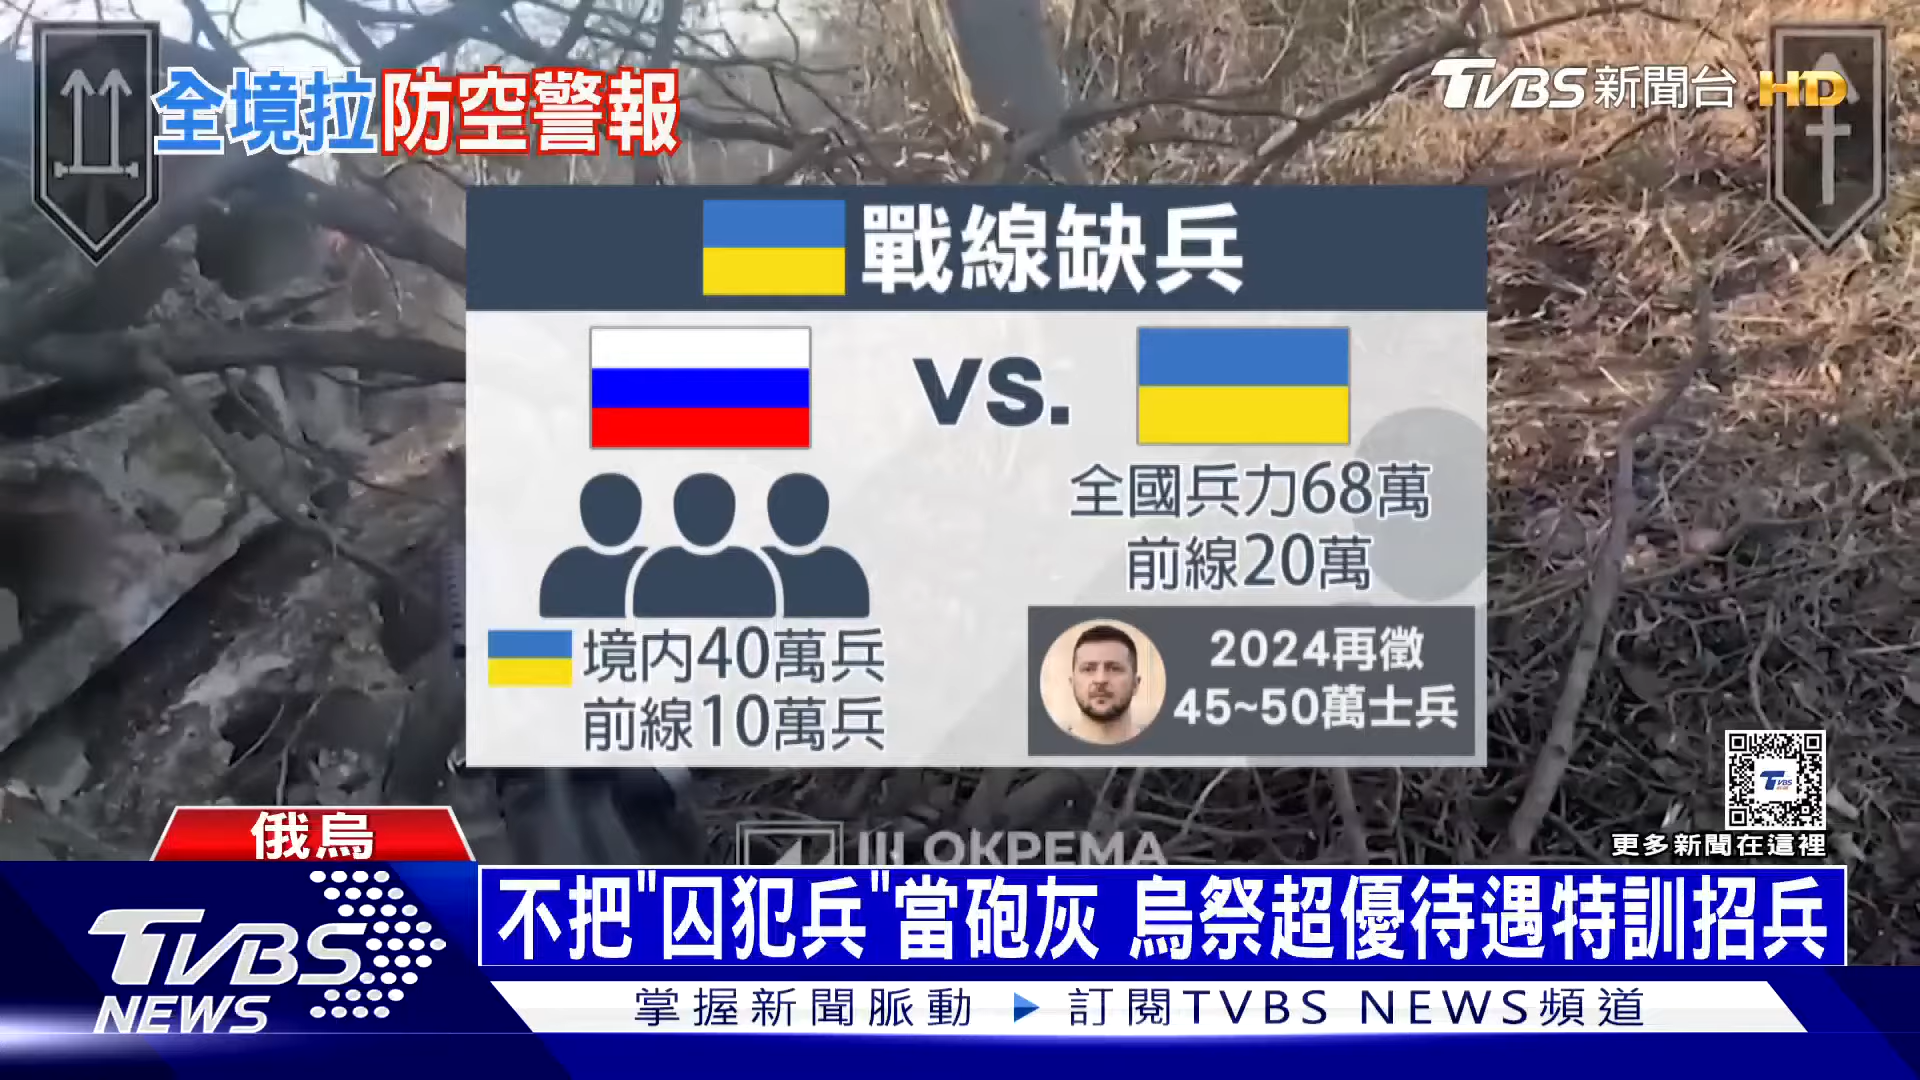 全境拉防空警報
TVBS新聞台 HD
戰線缺兵
vs.
全國兵力68萬
前線20萬
境內40萬兵
前線10萬兵
2024再徵
45~50萬士兵
TVBS
更多新聞在這裡
III OKPEMA
俄烏
不把"囚犯兵"當砲灰 烏祭超優待遇特訓招兵
TVBS
NEWS
掌握新聞脈動 ▶ 訂閱TVBS NEWS頻道